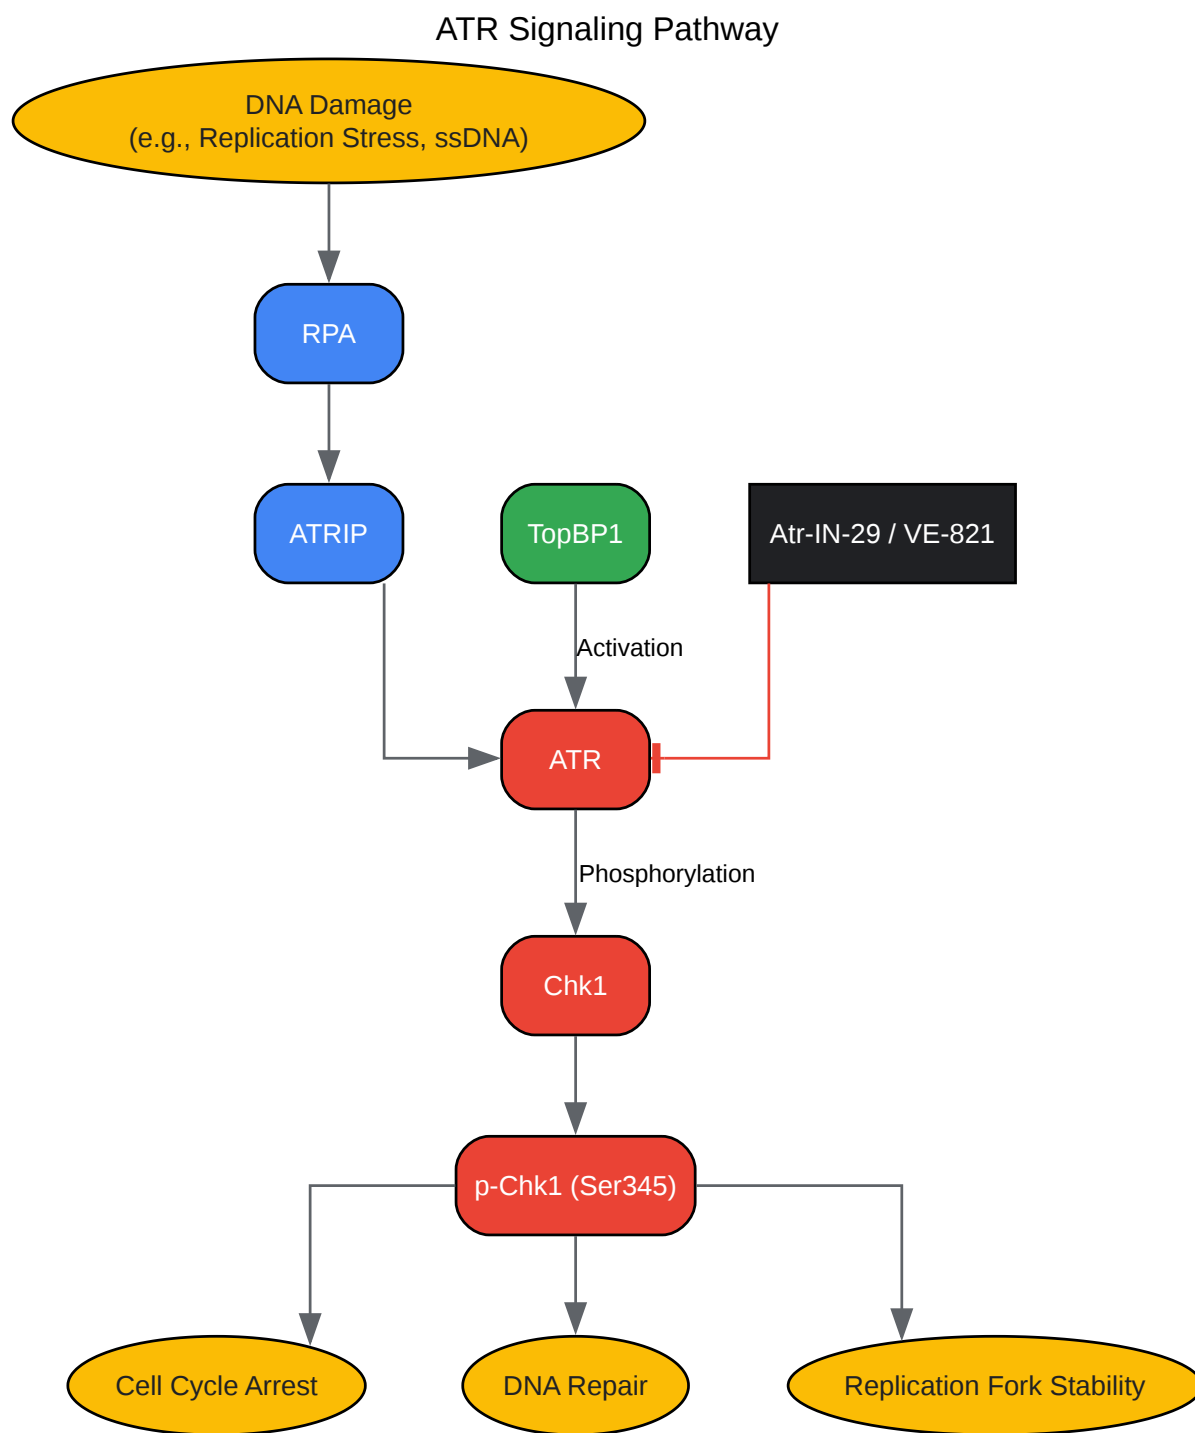 ATR Signaling Pathway
DNA Damage
(e.g., Replication Stress, ssDNA)
RPA
ATRIP
TopBP1
Atr-IN-29 / VE-821
Activation
ATR
Phosphorylation
Chk1
p-Chk1 (Ser345)
Cell Cycle Arrest
DNA Repair
Replication Fork Stability